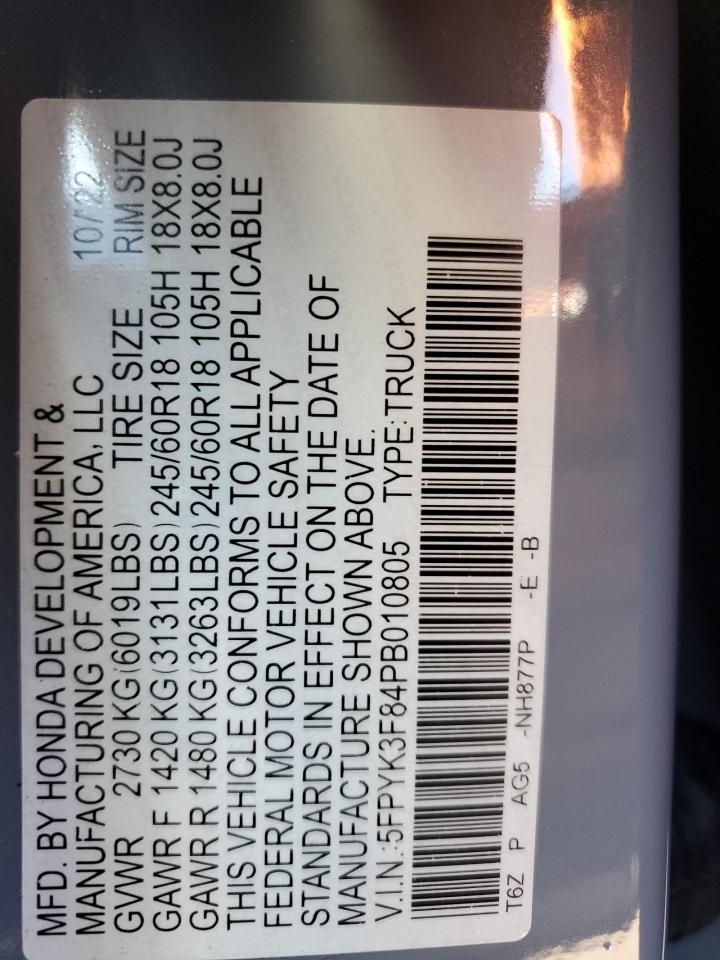 MFD. BY HONDA DEVELOPMENT &
MANUFACTURING OF AMERICA, LLC 10/22
GVWR 2730 KG (6019LBS) TIRE SIZE RIM SIZE
GAWR F 1420 KG (3131LBS) 245/60R18 105H 18X8.0J
GAWR R 1480 KG (3263LBS) 245/60R18 105H 18X8.0J
THIS VEHICLE CONFORMS TO ALL APPLICABLE
FEDERAL MOTOR VEHICLE SAFETY
STANDARDS IN EFFECT ON THE DATE OF
MANUFACTURE SHOWN ABOVE.
V.I.N.:5FPYK3F84PB010805 TYPE:TRUCK
T6Z P AG5 -NH877P -E -B